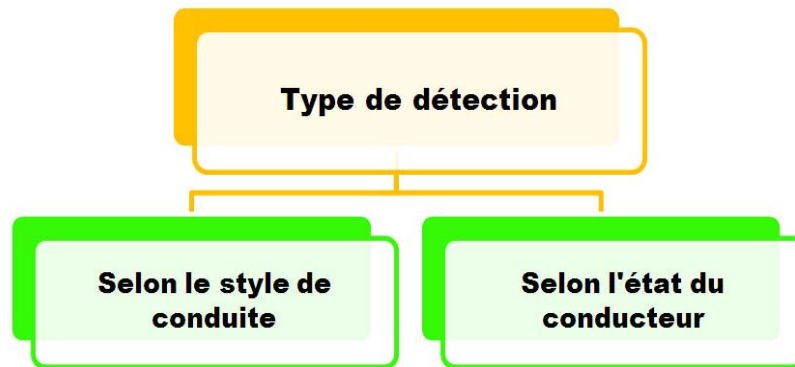 Type de détection
Selon le style de
conduite
Selon l'état du
conducteur